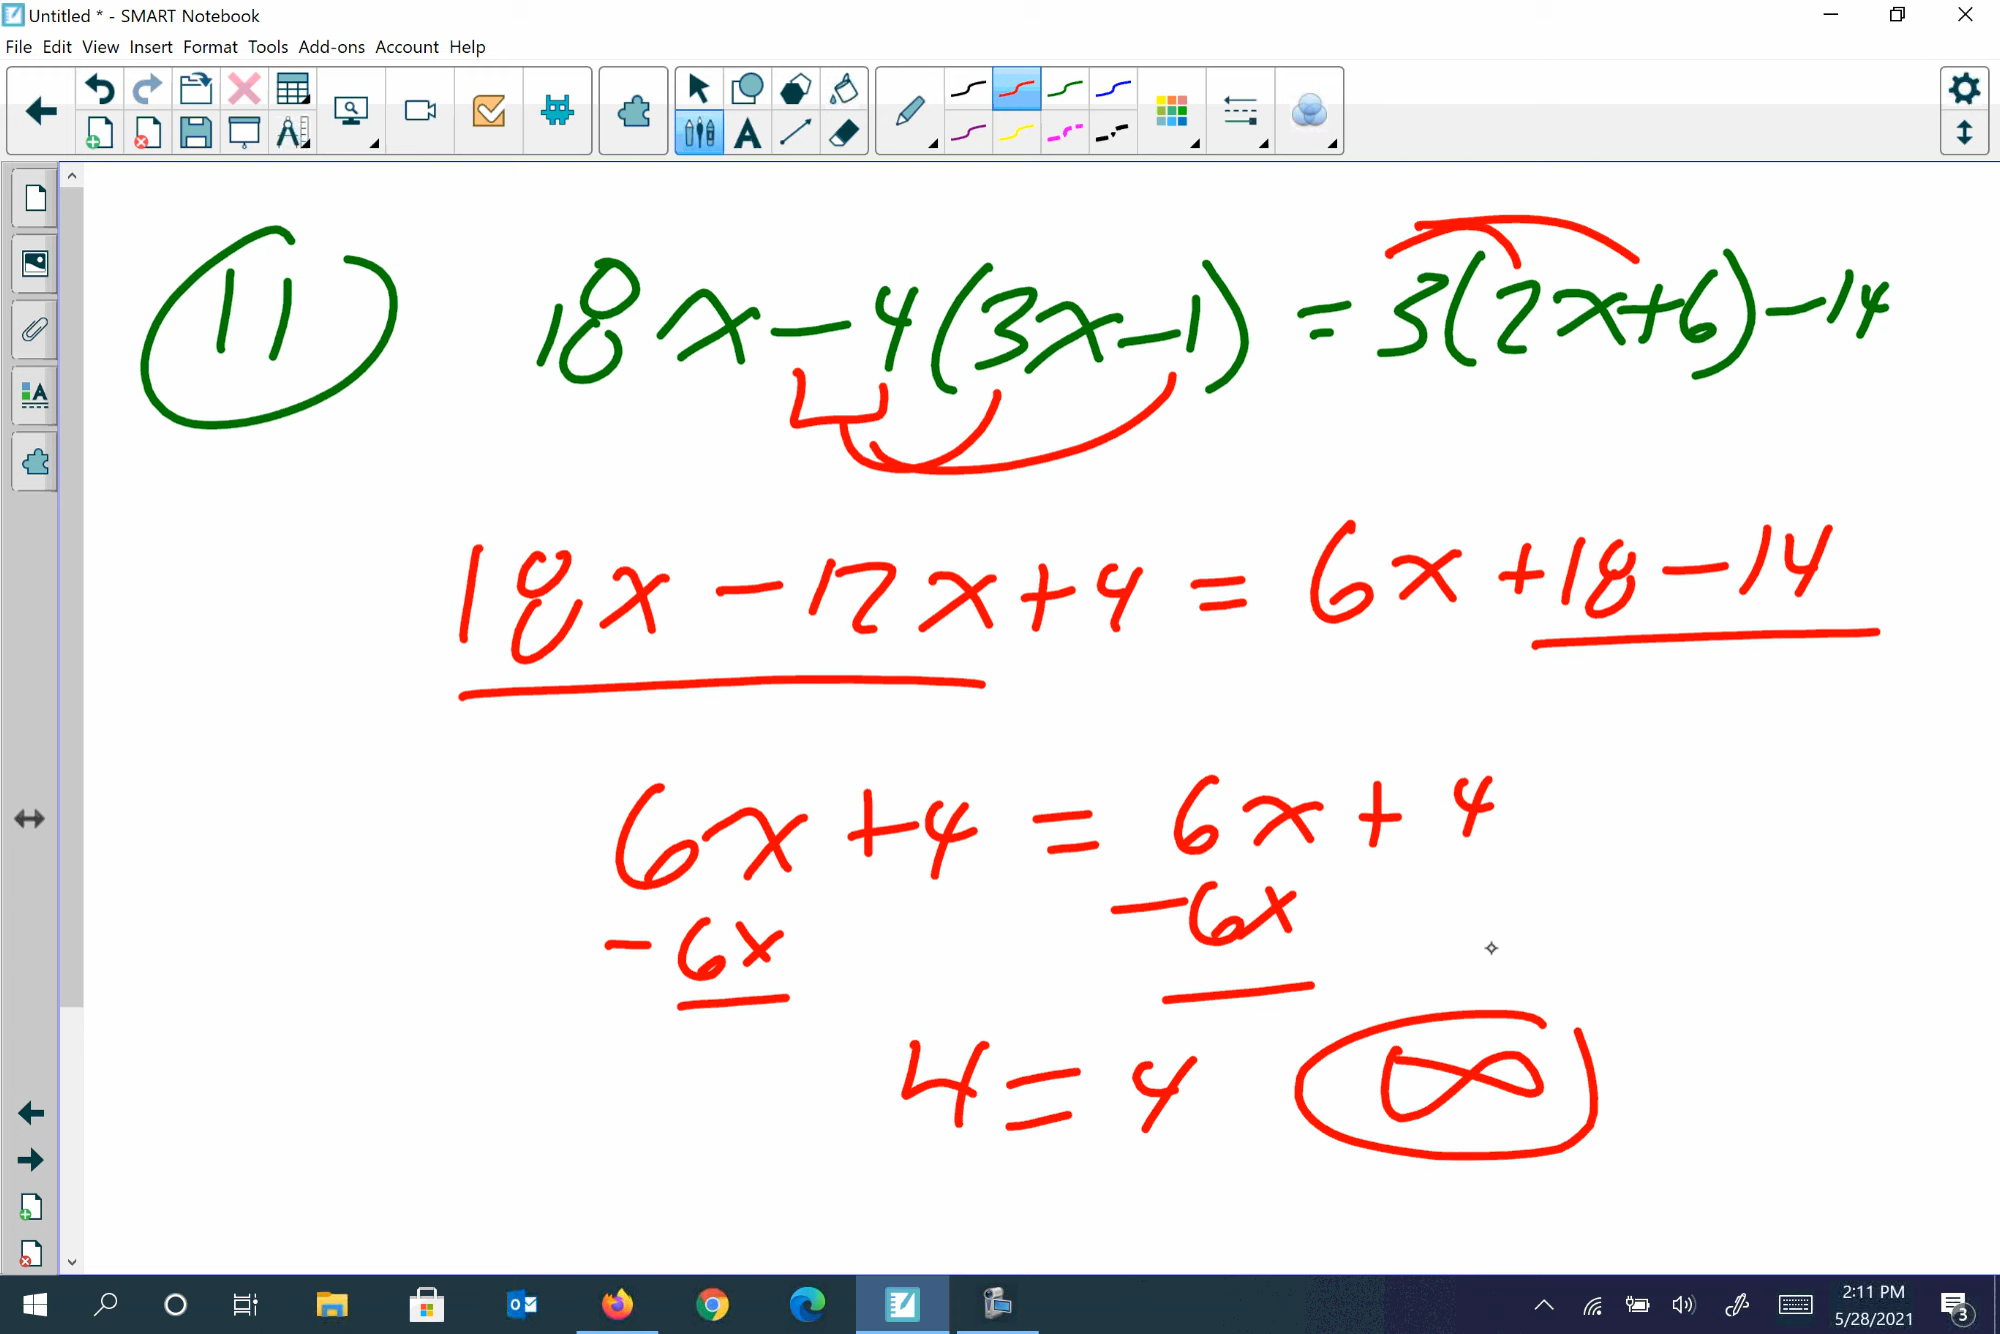 Untitled * - SMART Notebook
File Edit View Insert Format Tools Add-ons Account Help
11 18x - 4(3x - 1) = 3(2x + 6) - 14
18x - 12x + 4 = 6x + 18 - 14
6x + 4 = 6x + 4
- 6x - 6x
4 = 4 ∞
2:11 PM
5/28/2021
3